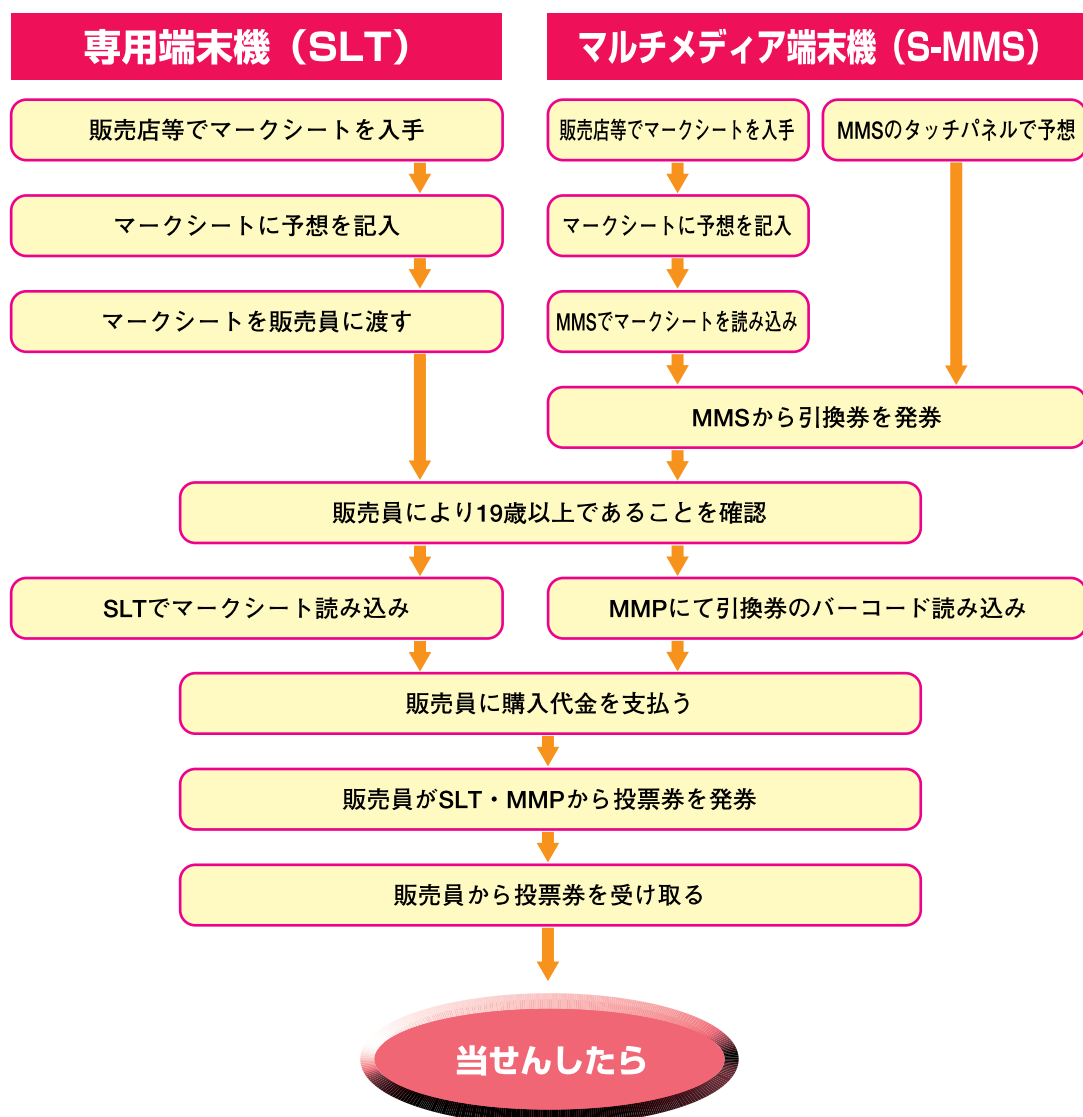 専用端末機（SLT）
マルチメディア端末機（S-MMS）
販売店等でマークシートを入手
販売店等でマークシートを入手
MMSのタッチパネルで予想
マークシートに予想を記入
マークシートに予想を記入
マークシートを販売員に渡す
MMSでマークシートを読み込み
MMSから引換券を発券
販売員により19歳以上であることを確認
SLTでマークシート読み込み
MMPにて引換券のバーコード読み込み
販売員に購入代金を支払う
販売員がSLT・MMPから投票券を発券
販売員から投票券を受け取る
当せんしたら